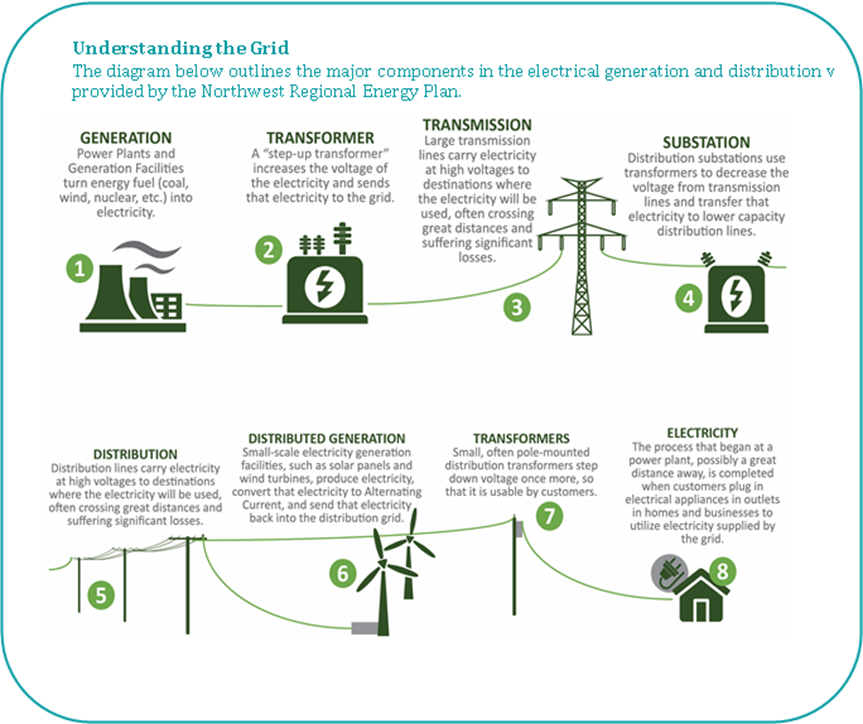 Understanding the Grid
The diagram below outlines the major components in the electrical generation and distribution
provided by the Northwest Regional Energy Plan.
GENERATION
Power Plants and
Generation Facilities
turn energy fuel (coal,
wind, nuclear, etc.) into
electricity.
1
TRANSFORMER
A “step-up transformer”
increases the voltage of
the electricity and sends
that electricity to the grid.
2
TRANSMISSION
Large transmission
lines carry electricity
at high voltages to
destinations where
the electricity will be
used, often crossing
great distances and
suffering significant
losses.
3
SUBSTATION
Distribution substations use
transformers to decrease the
voltage from transmission
lines and transfer that
electricity to lower capacity
distribution lines.
4
DISTRIBUTION
Distribution lines carry electricity
at high voltages to destinations
where the electricity will be used,
often crossing great distances and
suffering significant losses.
5
DISTRIBUTED GENERATION
Small-scale electricity generation
facilities, such as solar panels and
wind turbines, produce electricity,
convert that electricity to Alternating
Current, and send that electricity
back into the distribution grid.
6
TRANSFORMERS
Small, often pole-mounted
distribution transformers step
down voltage once more, so
that it is usable by customers.
7
ELECTRICITY
The process that began at a
power plant, possibly a great
distance away, is completed
when customers plug in
electrical appliances in outlets
in homes and businesses to
utilize electricity supplied by
the grid.
8